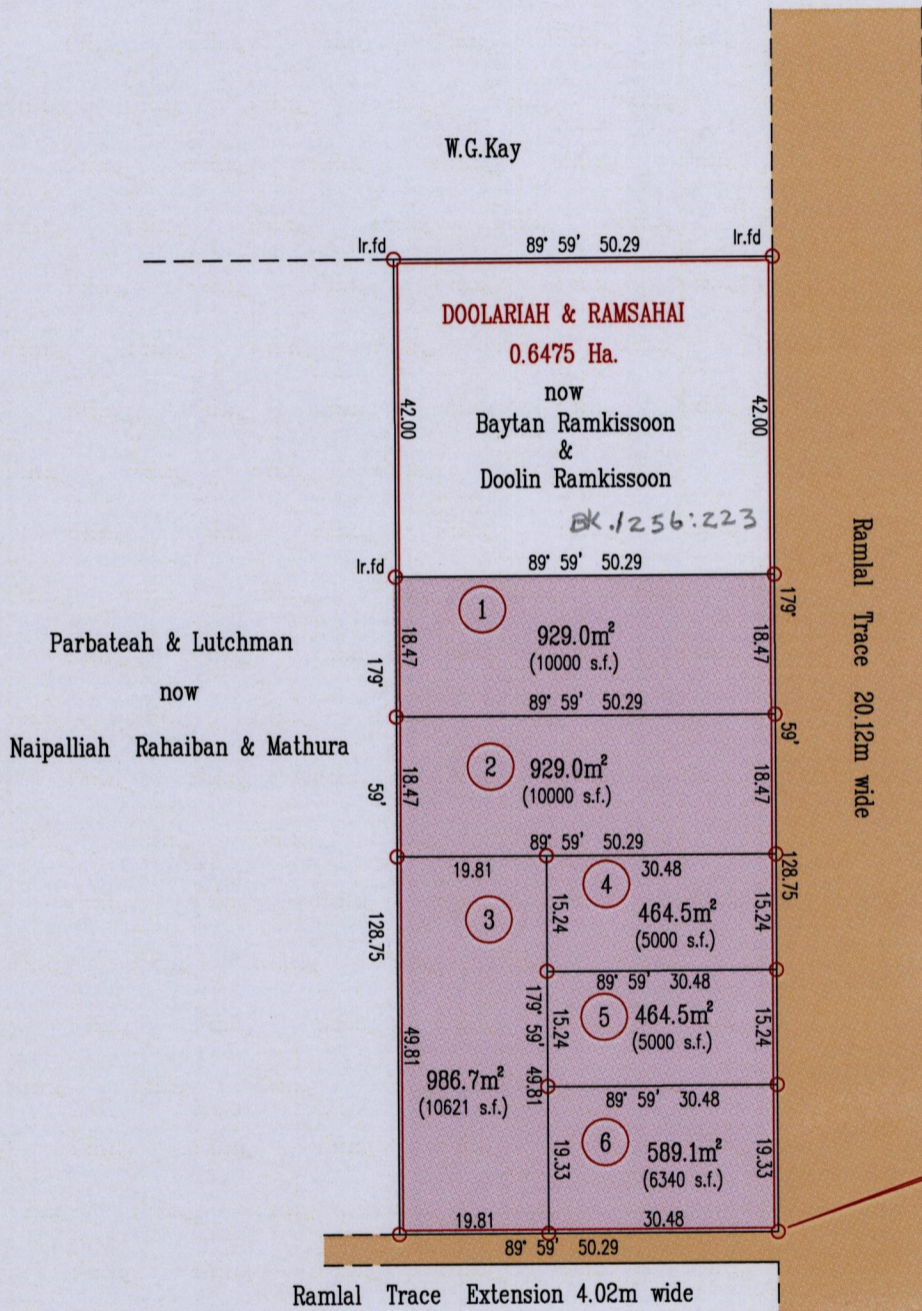 W.G.Kay
Ir.fd
89° 59' 50.29
Ir.fd
DOOLARIAH & RAMSAHAI
0.6475 Ha.
now
Baytan Ramkissoon
&
Doolin Ramkissoon
BK./256:223
42.00
42.00
Ir.fd
89° 59' 50.29
Ramlal Trace 20.12m wide
Parbateah & Lutchman
now
Naipalliah Rahaiban & Mathura
179°
59'
128.75
179°
59'
128.75
1
929.0m²
(10000 s.f.)
18.47
18.47
89° 59' 50.29
2
929.0m²
(10000 s.f.)
18.47
18.47
89° 59' 50.29
19.81
30.48
3
986.7m²
(10621 s.f.)
49.81
179° 59' 49.81
4
464.5m²
(5000 s.f.)
15.24
15.24
89° 59' 30.48
5
464.5m²
(5000 s.f.)
15.24
15.24
89° 59' 30.48
6
589.1m²
(6340 s.f.)
19.33
19.33
19.81
30.48
89° 59' 50.29
Ramlal Trace Extension 4.02m wide